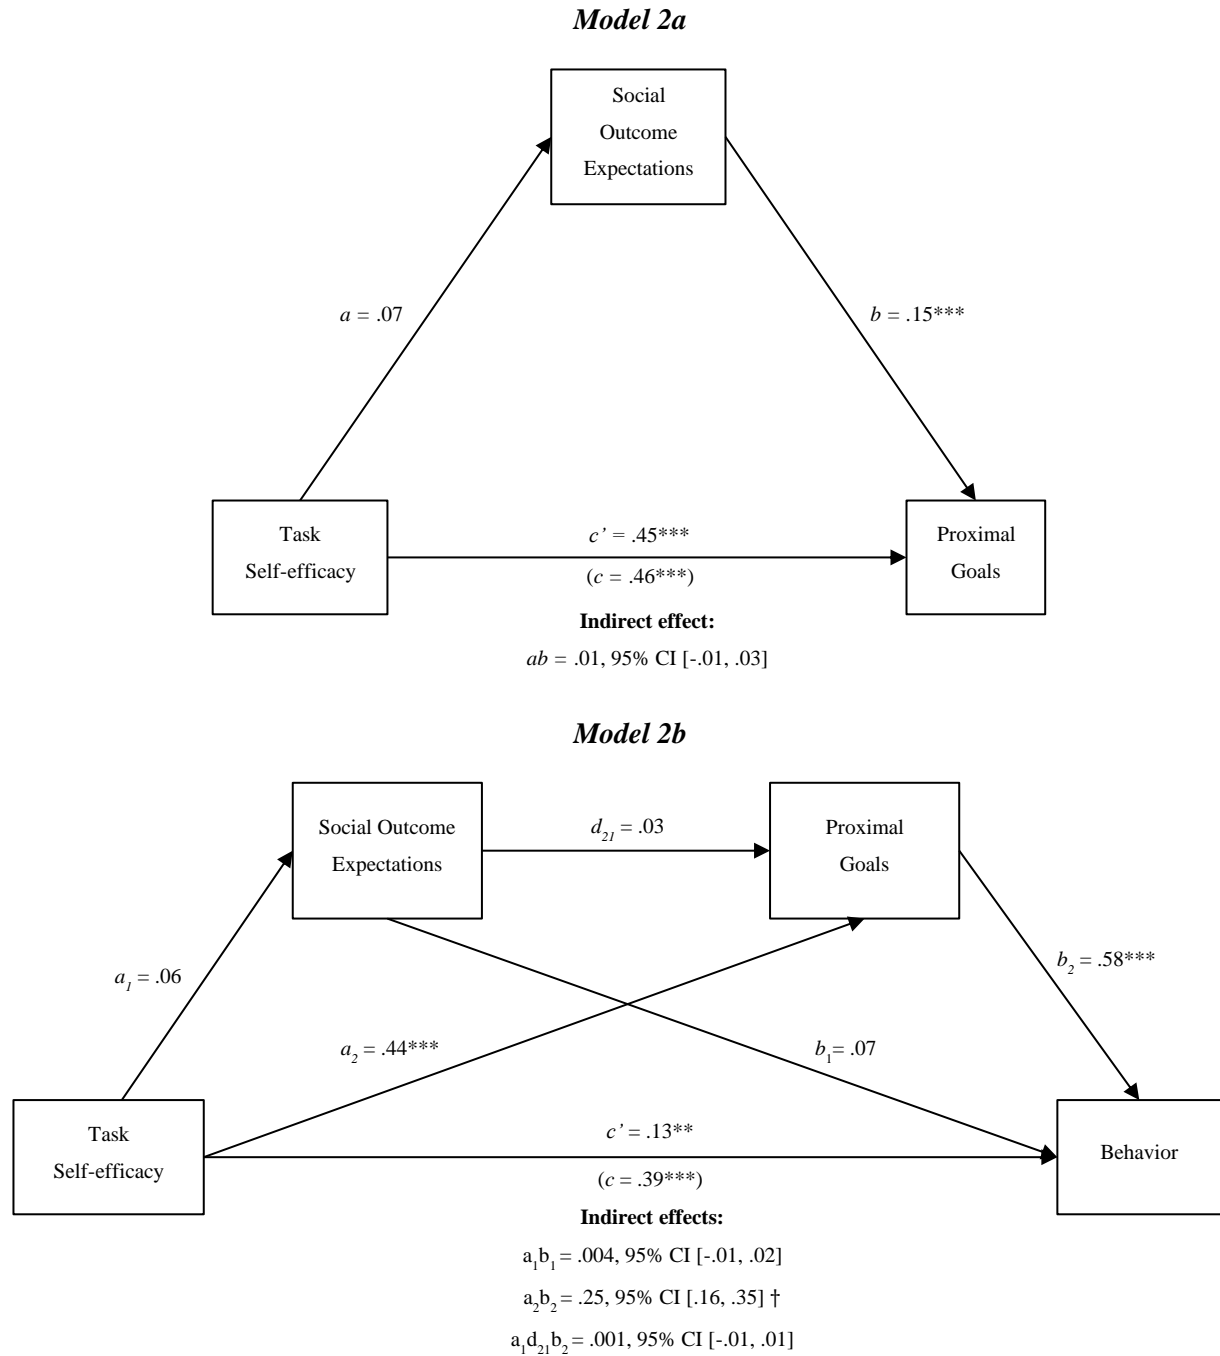 Model 2a
Social
Outcome
Expectations
a = .07
b = .15***
Task
Self-efficacy
c’ = .45***
(c = .46***)
Proximal
Goals
Indirect effect:
ab = .01, 95% CI [-.01, .03]
Model 2b
Social Outcome
Expectations
d21 = .03
Proximal
Goals
a1 = .06
b2 = .58***
a2 = .44***
b1= .07
Task
Self-efficacy
c’ = .13**
(c = .39***)
Behavior
Indirect effects:
a1b1 = .004, 95% CI [-.01, .02]
a2b2 = .25, 95% CI [.16, .35] †
a1d21b2 = .001, 95% CI [-.01, .01]